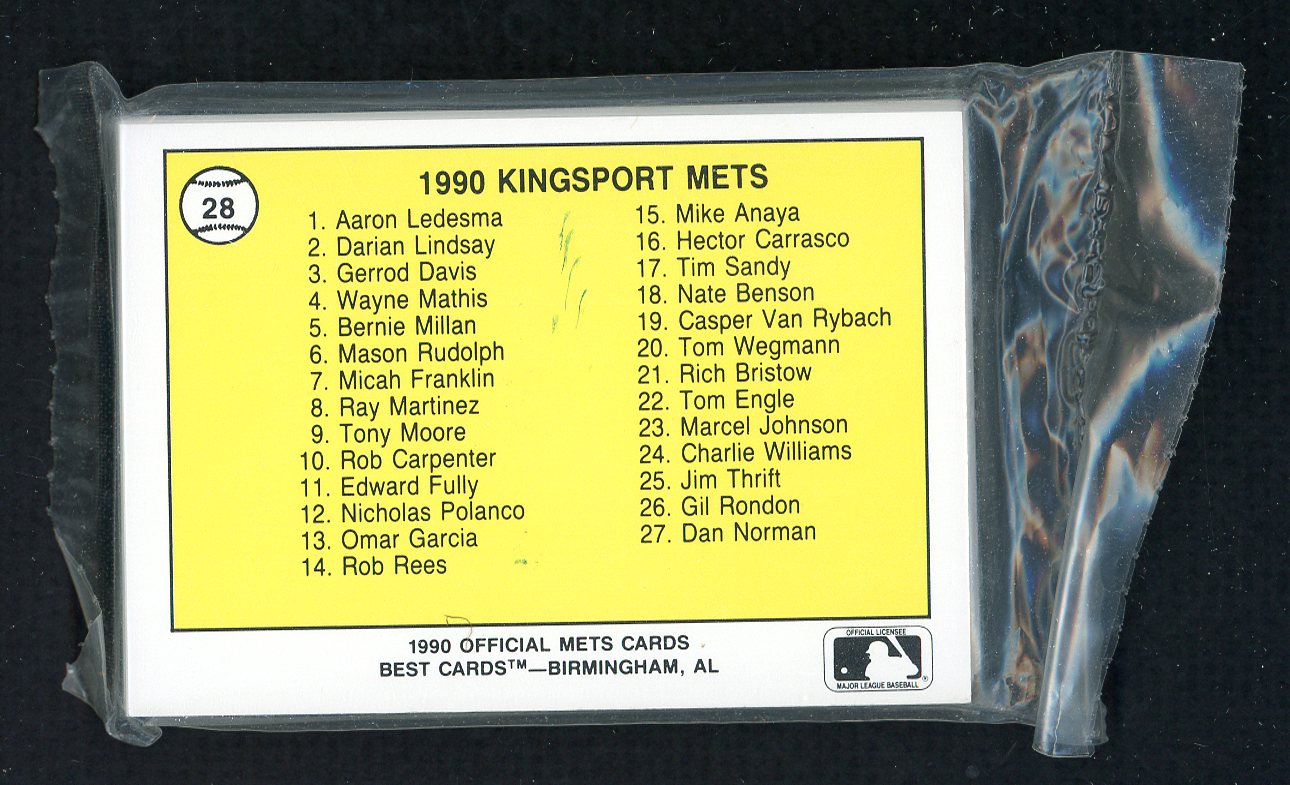 28
1990 KINGSPORT METS
1. Aaron Ledesma
2. Darian Lindsay
3. Gerrod Davis
4. Wayne Mathis
5. Bernie Millan
6. Mason Rudolph
7. Micah Franklin
8. Ray Martinez
9. Tony Moore
10. Rob Carpenter
11. Edward Fully
12. Nicholas Polanco
13. Omar Garcia
14. Rob Rees
15. Mike Anaya
16. Hector Carrasco
17. Tim Sandy
18. Nate Benson
19. Casper Van Rybach
20. Tom Wegmann
21. Rich Bristow
22. Tom Engle
23. Marcel Johnson
24. Charlie Williams
25. Jim Thrift
26. Gil Rondon
27. Dan Norman
1990 OFFICIAL METS CARDS
BEST CARDS™—BIRMINGHAM, AL
OFFICIAL LICENSEE
MAJOR LEAGUE BASEBALL®